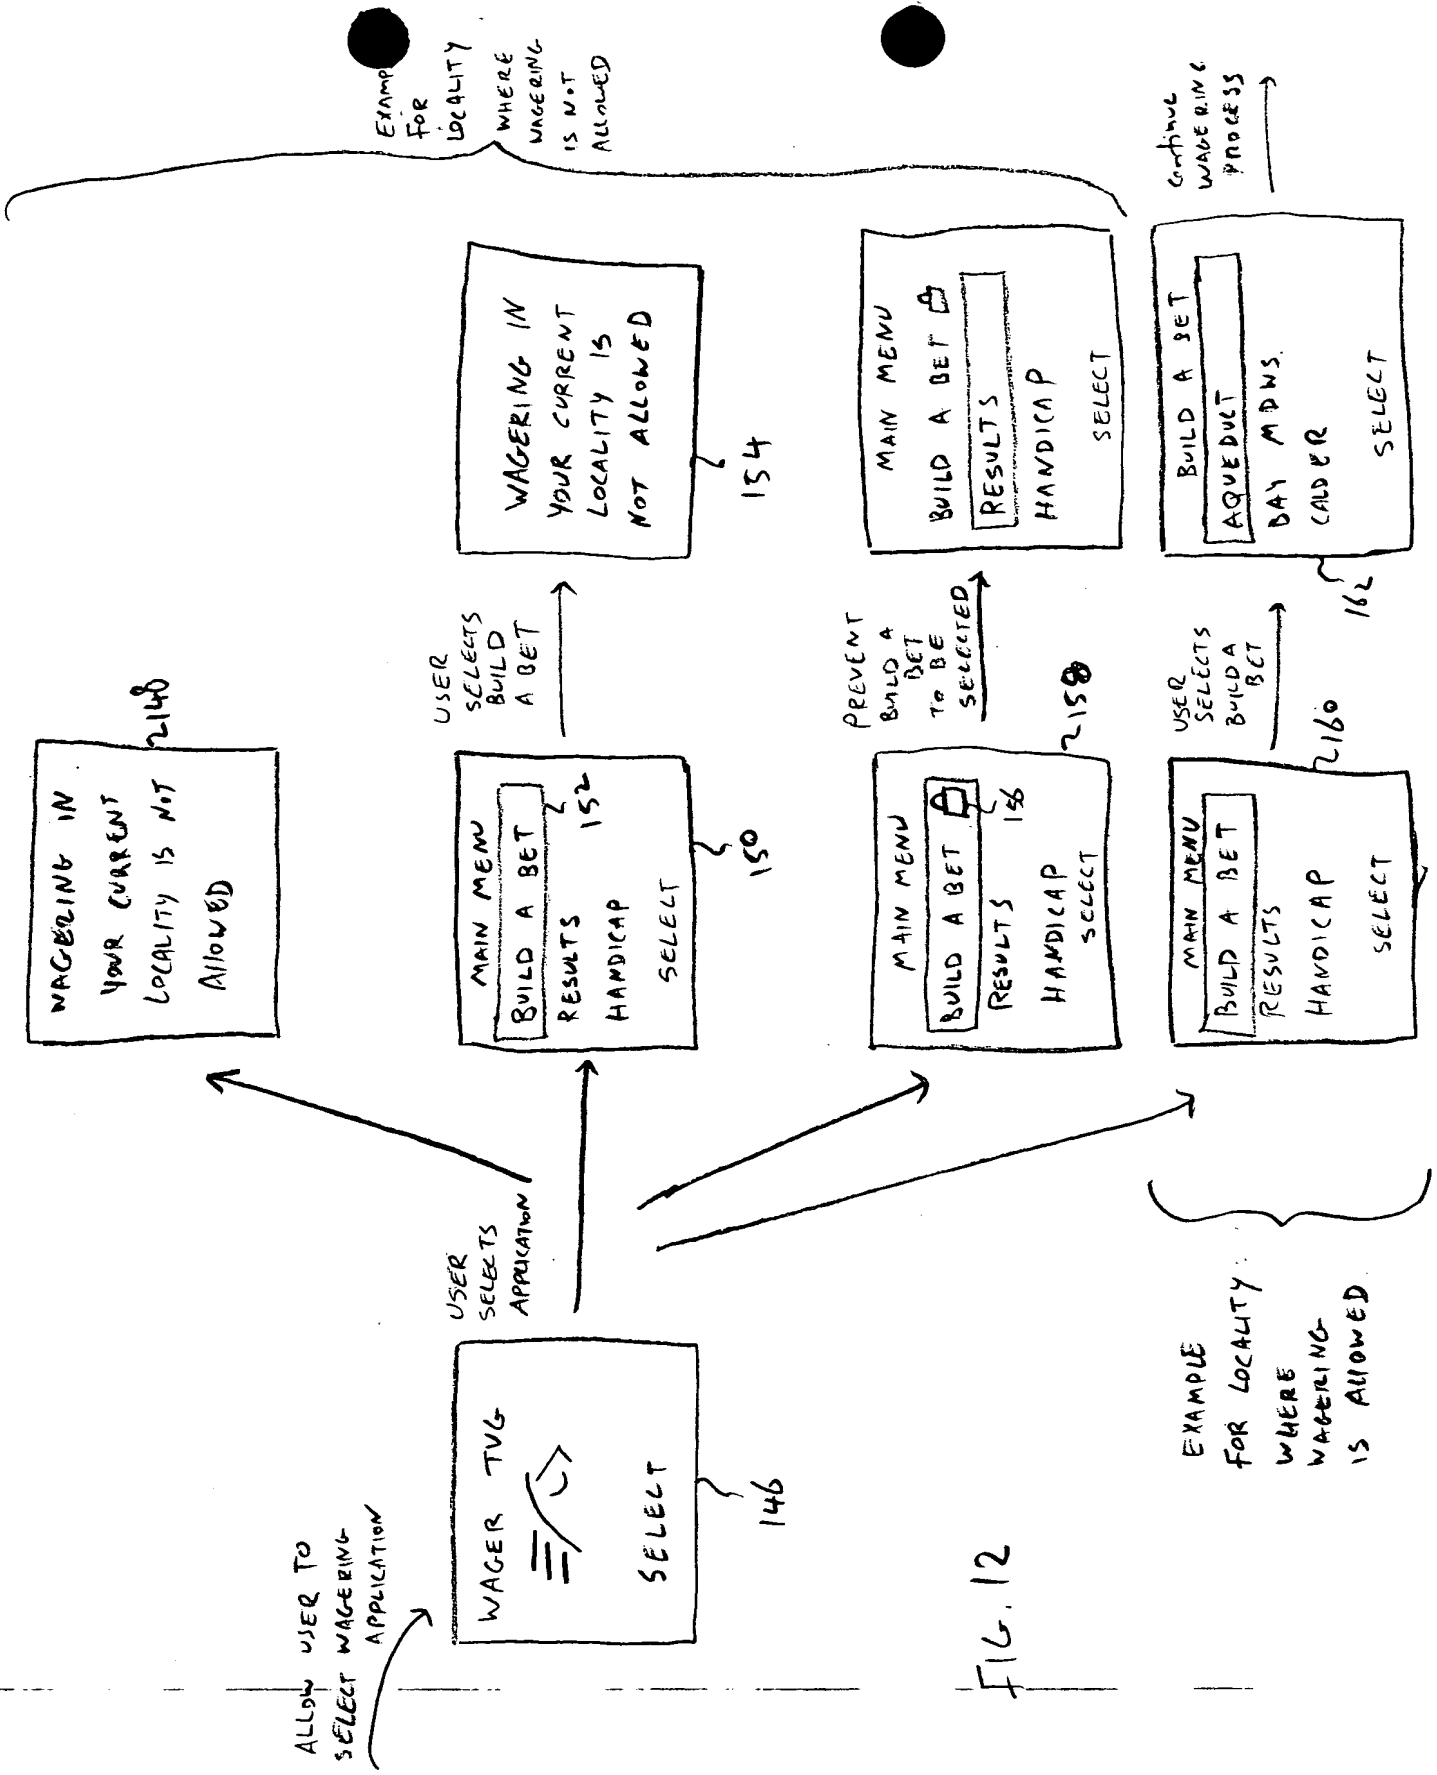 ALLOW USER TO
SELECT WAGERING
APPLICATION
WAGER TVG
SELECT
146
USER
SELECTS
APPLICATION
WAGERING IN
YOUR CURRENT
LOCALITY IS NOT
ALLOWED
148
MAIN MENU
BUILD A BET
152
RESULTS
HANDICAP
SELECT
150
USER
SELECTS
BUILD
A BET
WAGERING IN
YOUR CURRENT
LOCALITY IS
NOT ALLOWED
154
EXAMP
FOR
LOCALITY
WHERE
WAGERING
IS NOT
ALLOWED
MAIN MENU
BUILD A BET
156
RESULTS
HANDICAP
SELECT
158
PREVENT
BUILD A
BET
TO BE
SELECTED
MAIN MENU
BUILD A BET
RESULTS
HANDICAP
SELECT
EXAMPLE
FOR LOCALITY
WHERE
WAGERING
IS ALLOWED
MAIN MENU
BUILD A BET
RESULTS
HANDICAP
SELECT
160
USER
SELECTS
BUILD A
BET
BUILD A BET
AQUEDUCT
BAY MDWS.
CALDER
SELECT
162
Continue
WAGERING
PROCESS
FIG. 12